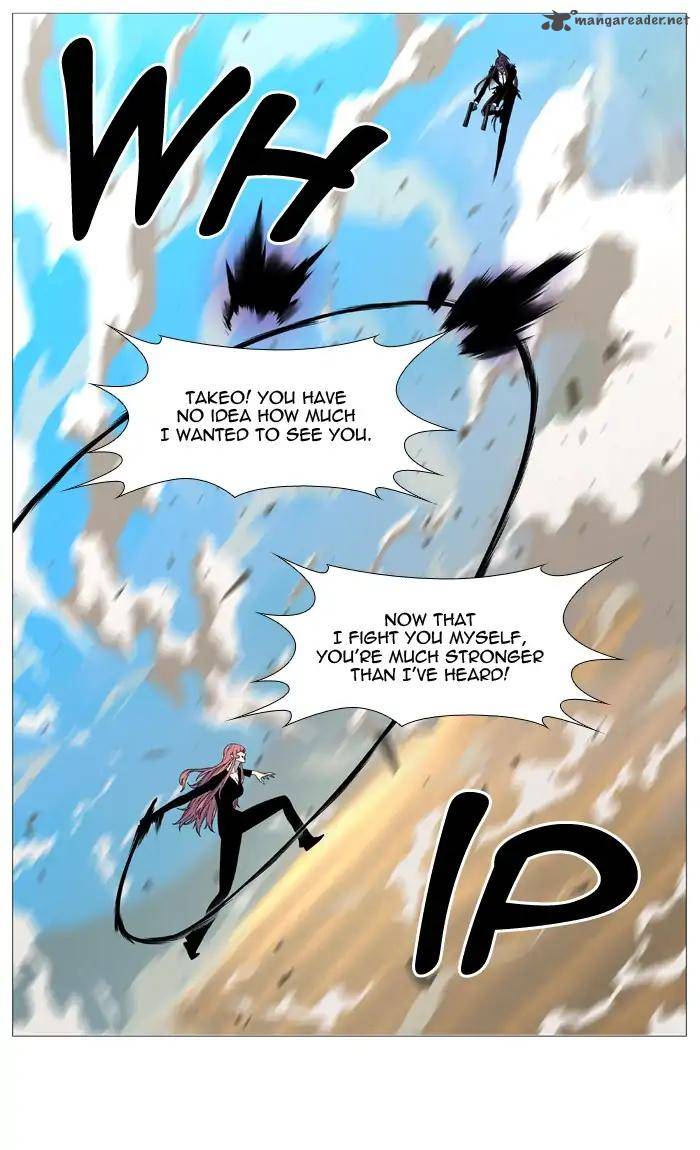 mangareader.net
WH
TAKEO! YOU HAVE
NO IDEA HOW MUCH
I WANTED TO SEE YOU.
NOW THAT
I FIGHT YOU MYSELF,
YOU'RE MUCH STRONGER
THAN I'VE HEARD!
IP